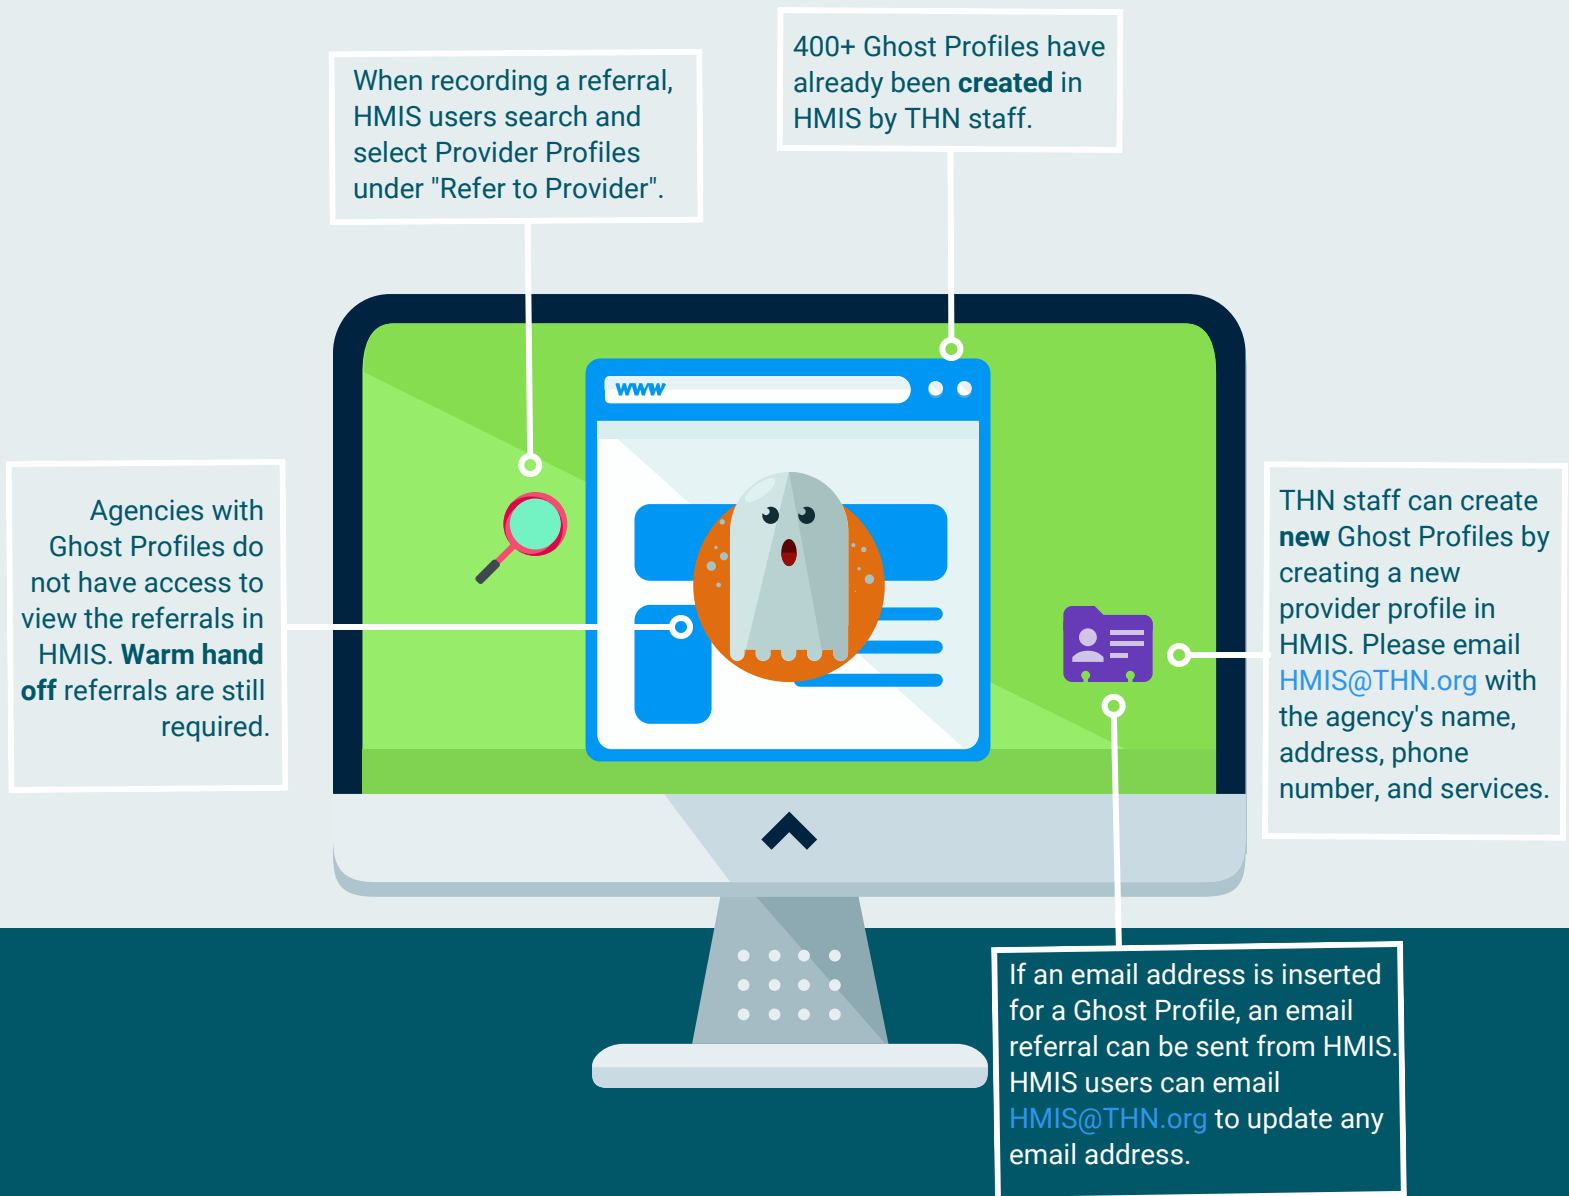 400+ Ghost Profiles have
already been created in
HMIS by THN staff.
When recording a referral,
HMIS users search and
select Provider Profiles
under "Refer to Provider".
www
Agencies with
Ghost Profiles do
not have access to
view the referrals in
HMIS. Warm hand
off referrals are still
required.
THN staff can create
new Ghost Profiles by
creating a new
provider profile in
HMIS. Please email
HMIS@THN.org with
the agency's name,
address, phone
number, and services.
If an email address is inserted
for a Ghost Profile, an email
referral can be sent from HMIS.
HMIS users can email
HMIS@THN.org to update any
email address.